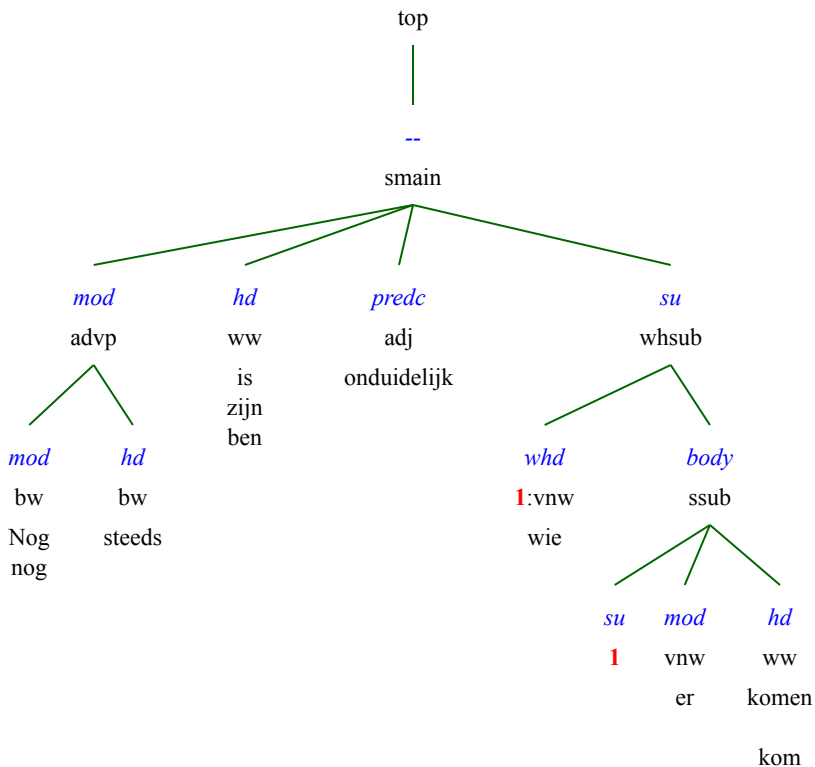 top
--
smain
mod hd predc su
advp ww adj whsub
is onduidelijk
zijn
ben
mod hd whd body
bw bw 1:vnw ssub
Nog steeds wie
nog
su mod hd
1 vnw ww
er komen
kom